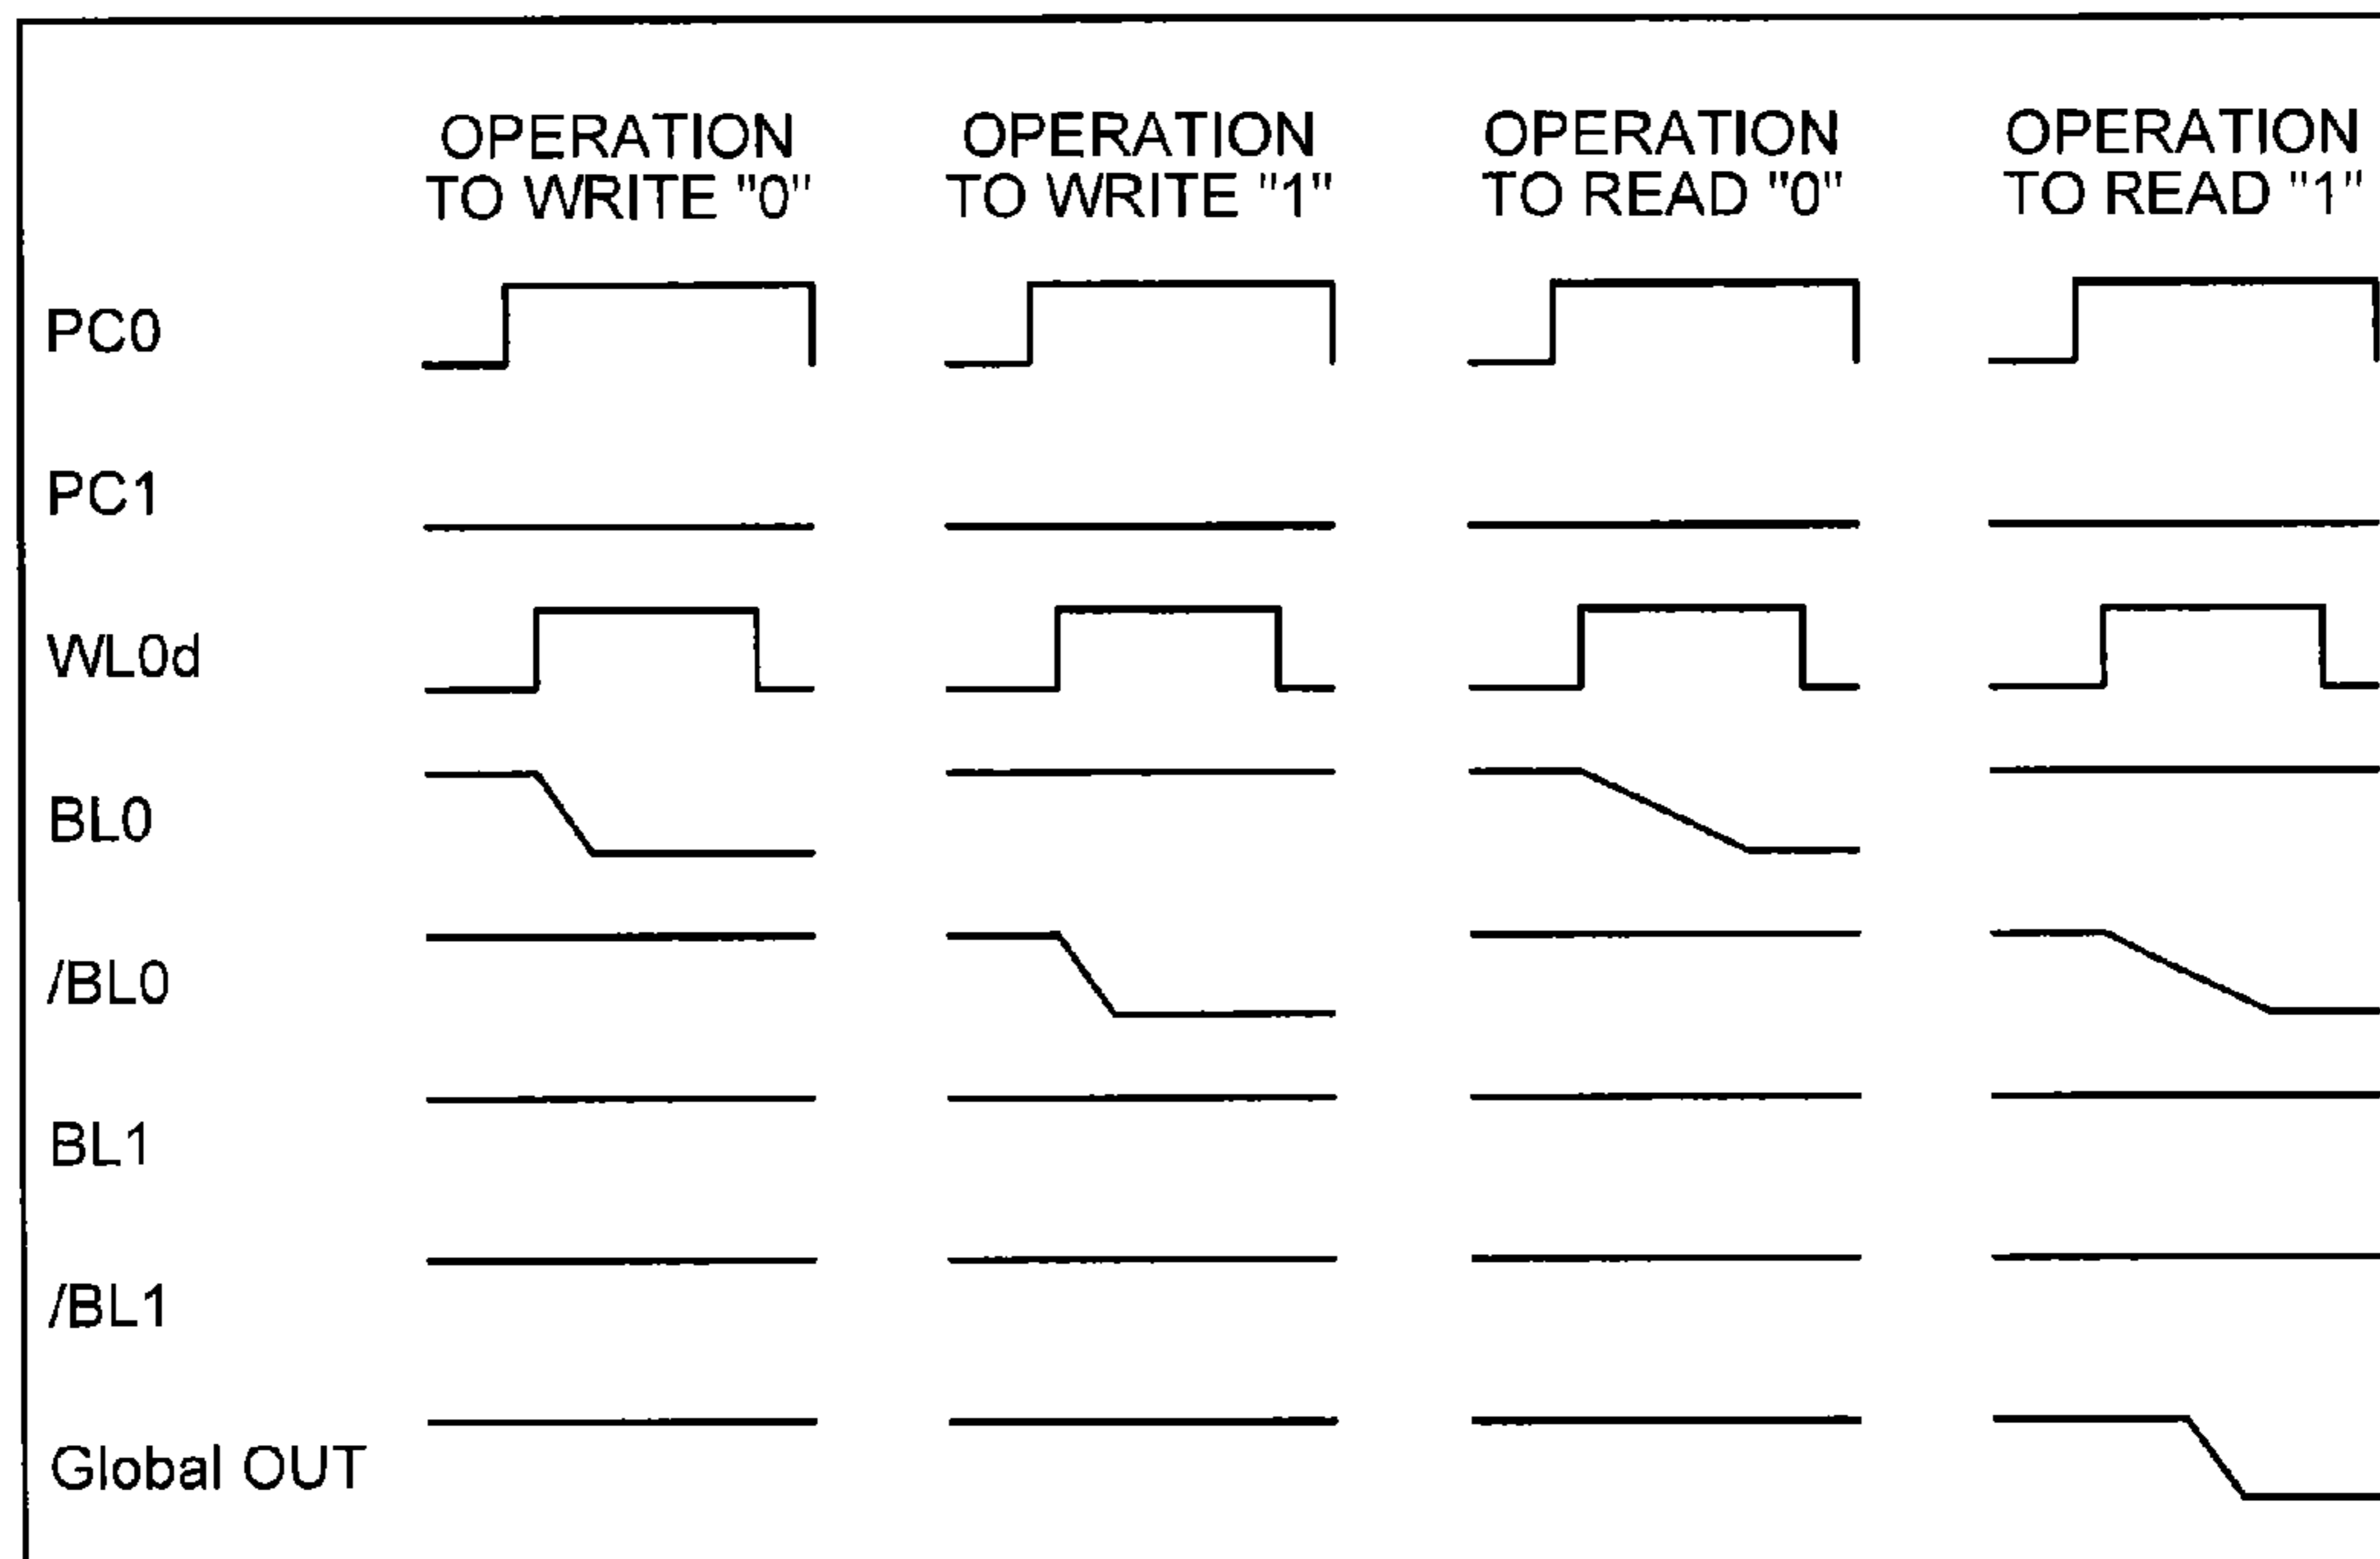 OPERATION TO WRITE "0"
OPERATION TO WRITE "1"
OPERATION TO READ "0"
OPERATION TO READ "1"
PC0
PC1
WL0d
BL0
/BL0
BL1
/BL1
Global OUT